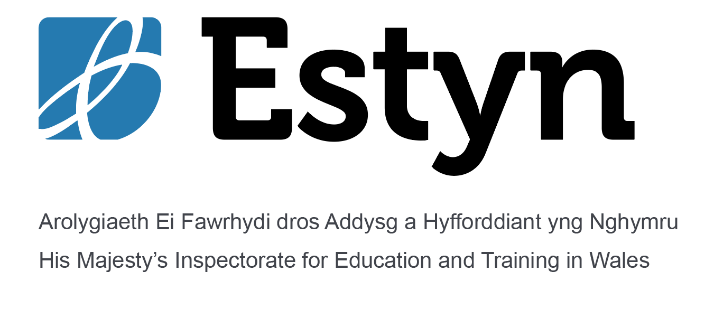 Estyn
Arolygiaeth Ei Fawrhydi dros Addysg a Hyfforddiant yng Nghymru
His Majesty’s Inspectorate for Education and Training in Wales